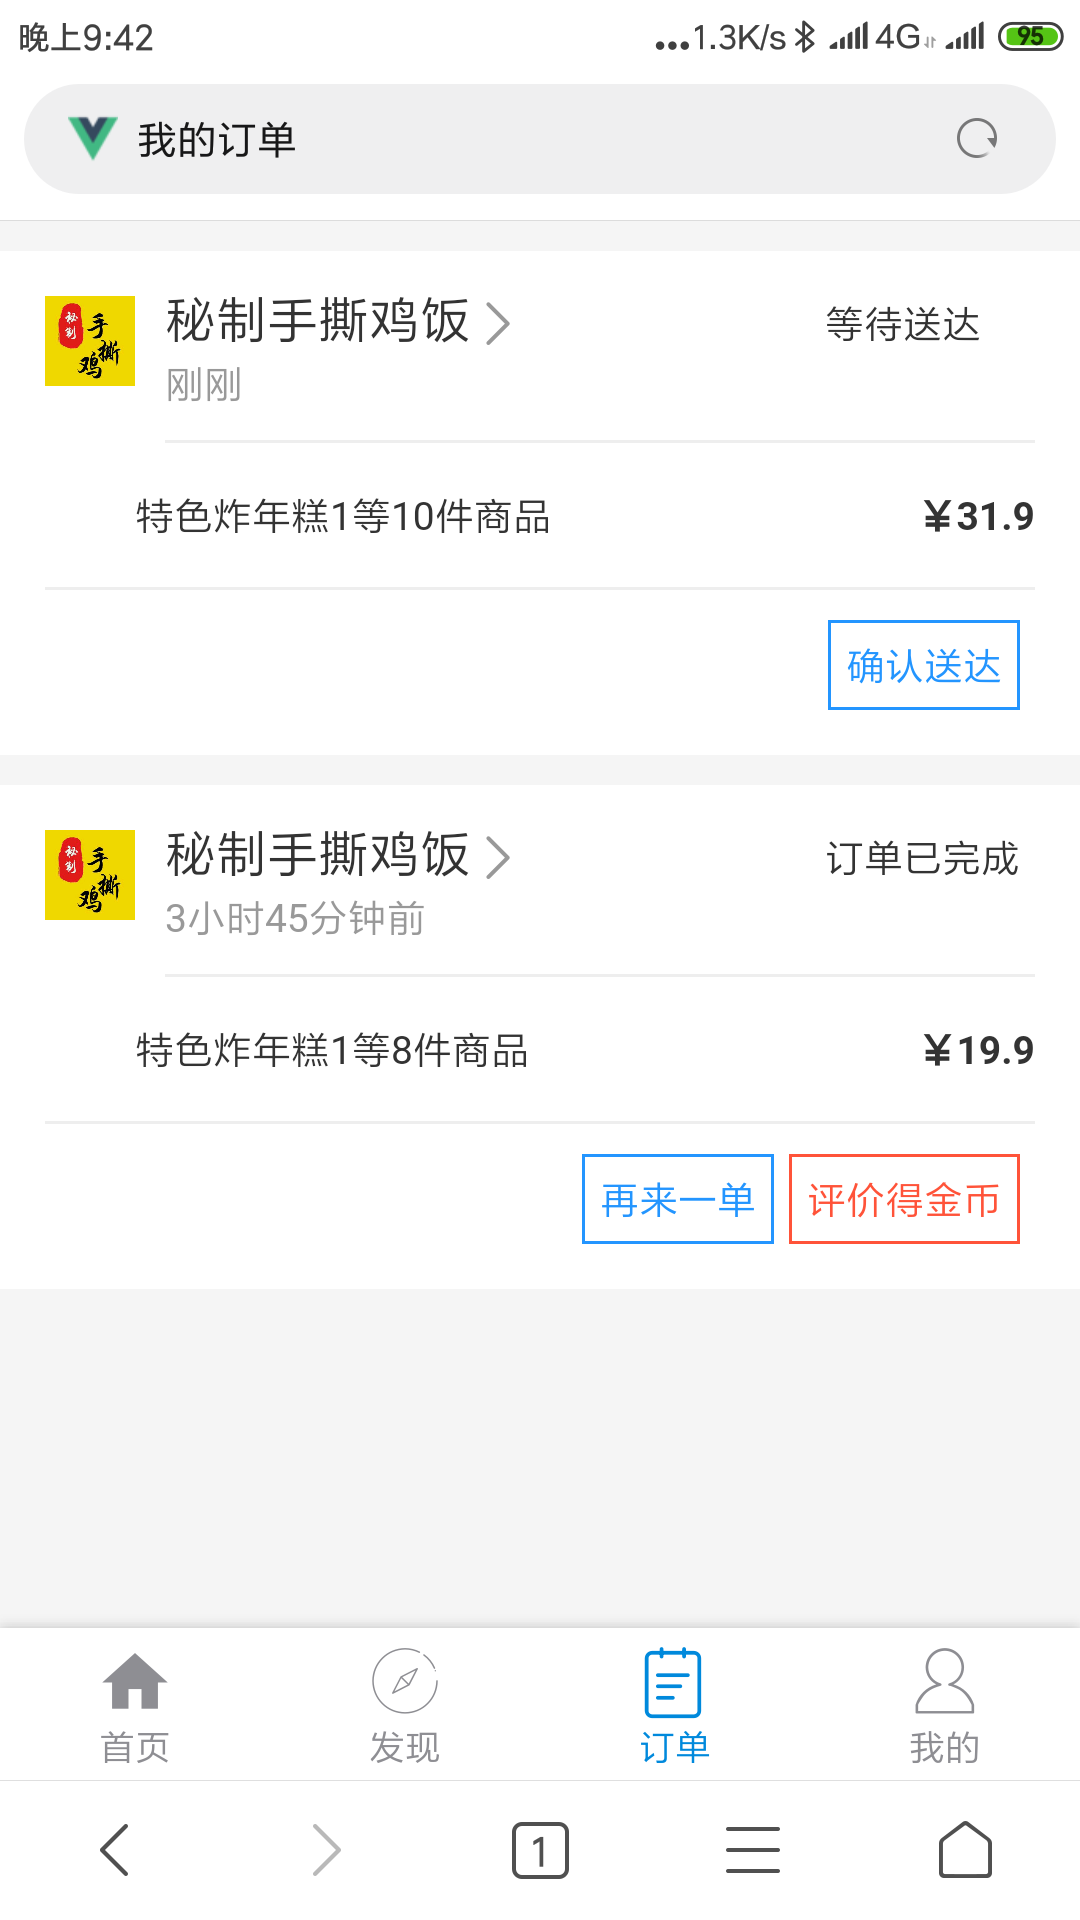 晚上9:42
...1.3K/s 4G 95
我的订单
秘制 手撕鸡
秘制手撕鸡饭
等待送达
刚刚
特色炸年糕1等10件商品
￥31.9
确认送达
秘制 手撕鸡
秘制手撕鸡饭
订单已完成
3小时45分钟前
特色炸年糕1等8件商品
￥19.9
再来一单
评价得金币
首页
发现
订单
我的
1